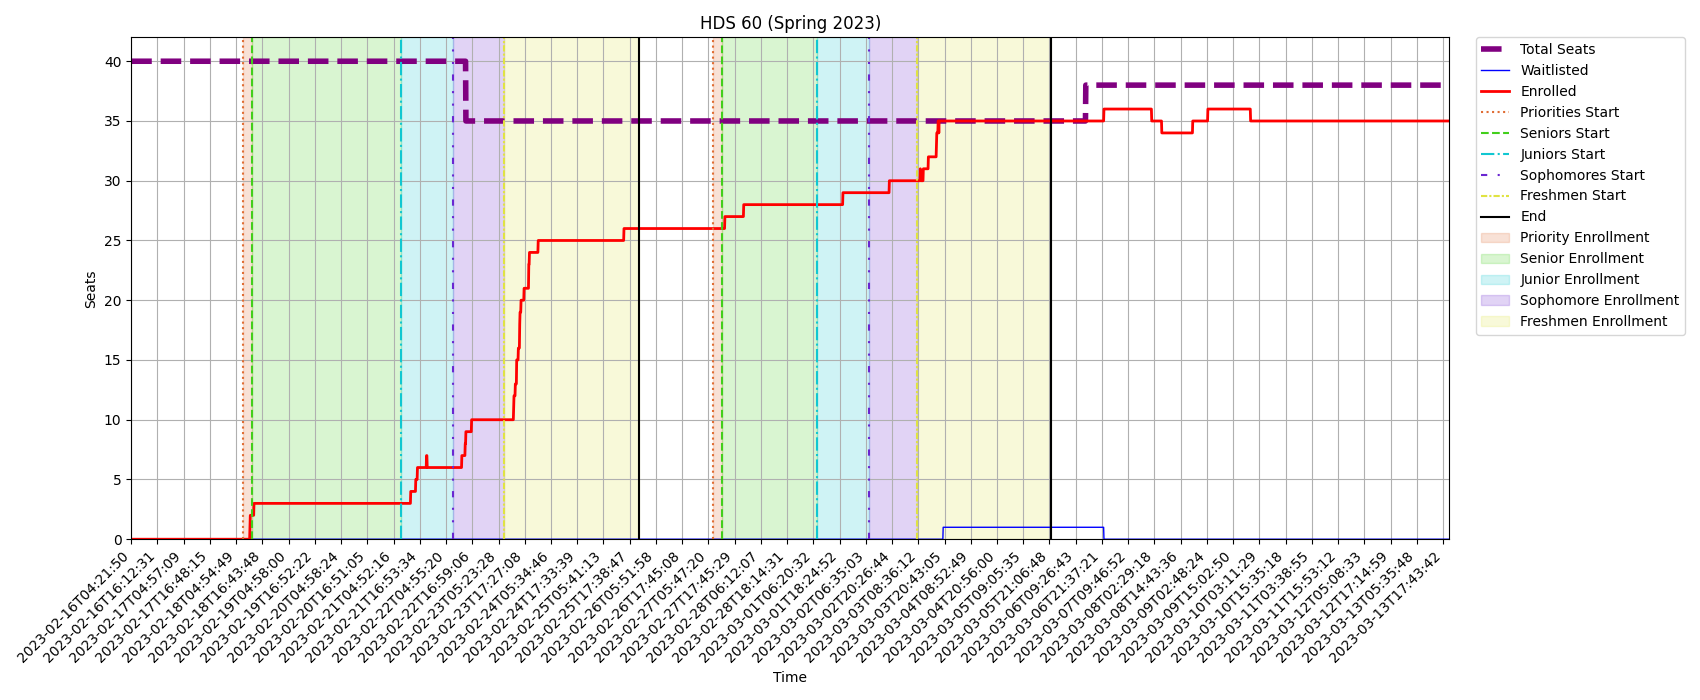 HDS 60 (Spring 2023)
Seats
40
35
30
25
20
15
10
5
0
2023-02-16T04:21:50
2023-02-16T16:12:31
2023-02-17T04:57:09
2023-02-17T16:48:15
2023-02-18T04:54:49
2023-02-18T16:43:48
2023-02-19T04:58:00
2023-02-19T16:52:22
2023-02-20T04:58:24
2023-02-20T16:51:05
2023-02-21T04:52:16
2023-02-21T16:53:34
2023-02-22T04:55:20
2023-02-22T16:59:06
2023-02-23T05:23:28
2023-02-23T17:27:08
2023-02-24T05:34:46
2023-02-24T17:33:39
2023-02-25T05:41:13
2023-02-25T17:38:47
2023-02-26T05:51:58
2023-02-26T17:45:08
2023-02-27T05:47:20
2023-02-27T17:45:29
2023-02-28T06:12:07
2023-02-28T18:14:31
2023-03-01T06:20:32
2023-03-01T18:24:52
2023-03-02T06:35:03
2023-03-02T20:26:44
2023-03-03T08:36:12
2023-03-03T20:43:05
2023-03-04T08:52:49
2023-03-04T20:56:00
2023-03-05T09:05:35
2023-03-05T21:06:48
2023-03-06T09:26:43
2023-03-06T21:37:21
2023-03-07T09:46:52
2023-03-08T02:29:18
2023-03-08T14:43:36
2023-03-09T02:48:24
2023-03-09T15:02:50
2023-03-10T03:11:29
2023-03-10T15:35:18
2023-03-11T03:38:55
2023-03-11T15:53:12
2023-03-12T05:08:33
2023-03-12T17:14:59
2023-03-13T05:35:48
2023-03-13T17:43:42
Time
Total Seats
Waitlisted
Enrolled
Priorities Start
Seniors Start
Juniors Start
Sophomores Start
Freshmen Start
End
Priority Enrollment
Senior Enrollment
Junior Enrollment
Sophomore Enrollment
Freshmen Enrollment